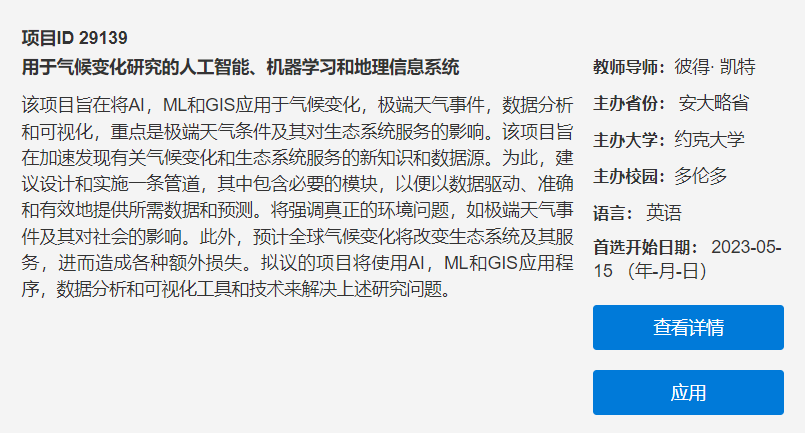 项目ID 29139
用于气候变化研究的人工智能、机器学习和地理信息系统
该项目旨在将AI，ML和GIS应用于气候变化，极端天气事件，数据分析
和可视化，重点是极端天气条件及其对生态系统服务的影响。该项目旨
在加速发现有关气候变化和生态系统服务的新知识和数据源。为此，建
议设计和实施一条管道，其中包含必要的模块，以便以数据驱动、准确
和有效地提供所需数据和预测。将强调真正的环境问题，如极端天气事
件及其对社会的影响。此外，预计全球气候变化将改变生态系统及其服
务，进而造成各种额外损失。拟议的项目将使用AI，ML和GIS应用程
序，数据分析和可视化工具和技术来解决上述研究问题。
教师导师：彼得· 凯特
主办省份： 安大略省
主办大学：约克大学
主办校园：多伦多
语言： 英语
首选开始日期： 2023-05-
15 （年-月-日）
查看详情
应用